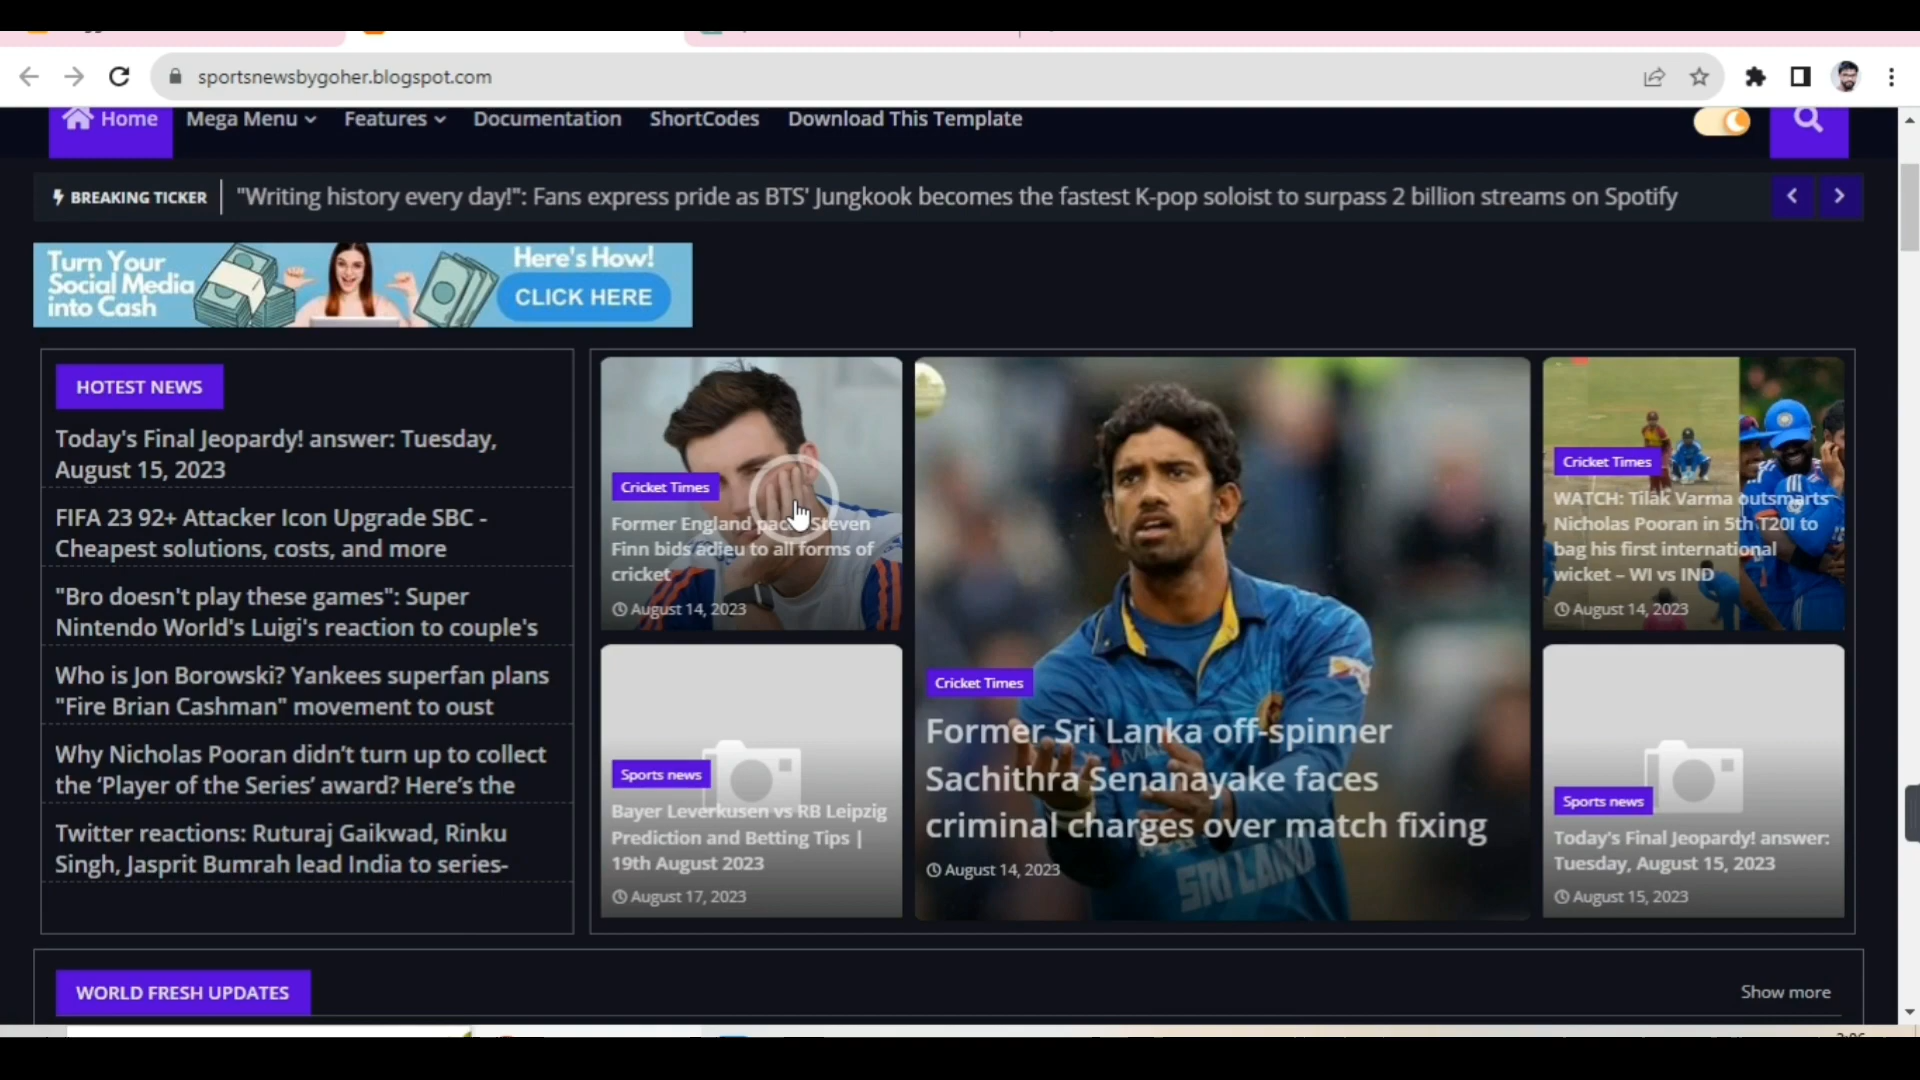 sportsnewsbygoher.blogspot.com
Home Mega Menu Features Documentation ShortCodes Download This Template
BREAKING TICKER "Writing history every day!": Fans express pride as BTS' Jungkook becomes the fastest K-pop soloist to surpass 2 billion streams on Spotify
Turn Your
Social Media
into Cash
Here's How!
CLICK HERE
HOTEST NEWS
Today's Final Jeopardy! answer: Tuesday,
August 15, 2023
FIFA 23 92+ Attacker Icon Upgrade SBC -
Cheapest solutions, costs, and more
"Bro doesn't play these games": Super
Nintendo World's Luigi's reaction to couple's
Who is Jon Borowski? Yankees superfan plans
"Fire Brian Cashman" movement to oust
Why Nicholas Pooran didn't turn up to collect
the ‘Player of the Series’ award? Here’s the
Twitter reactions: Ruturaj Gaikwad, Rinku
Singh, Jasprit Bumrah lead India to series-
Cricket Times
Former England Steven
Finn bids adieu to all forms of
cricket
August 14, 2023
Sports news
Bayer Leverkusen vs RB Leipzig
Prediction and Betting Tips |
19th August 2023
August 17, 2023
Cricket Times
Former Sri Lanka off-spinner
Sachithra Senanayake faces
criminal charges over match fixing
August 14, 2023
SRI LANKA
Cricket Times
WATCH: Tilak Varma outsmarts
Nicholas Pooran in 5th T20I to
bag his first international
wicket – WI vs IND
August 14, 2023
Sports news
Today's Final Jeopardy! answer:
Tuesday, August 15, 2023
August 15, 2023
WORLD FRESH UPDATES
Show more